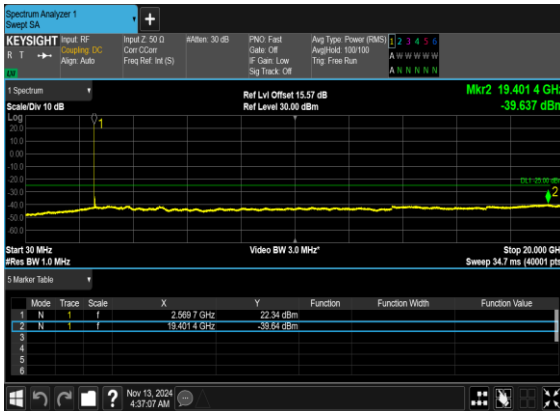 Spectrum Analyzer 1
Swept SA
+
KEYSIGHT Input: RF Input Z: 50 Ω #Atten: 30 dB PNO: Fast Avg Type: Power (RMS) 1 2 3 4 5 6
R T Coupling: DC Corr CCorr Gate: Off Avg|Hold: 100/100 A W W W W W
Align: Auto Freq Ref: Int (S) IF Gain: Low Trig: Free Run A N N N N N
Sig Track: Off
1 Spectrum
Ref Lvl Offset 15.57 dB Mkr2 19.401 4 GHz
Scale/Div 10 dB Ref Level 30.00 dBm -39.637 dBm
Log
1
20.0
10.0
0.00
-10.0
-20.0
DL1 -25.00 dBm
-30.0
2
-40.0
-50.0
-60.0
Start 30 MHz Video BW 3.0 MHz* Stop 20.000 GHz
#Res BW 1.0 MHz Sweep 34.7 ms (40001 pts)
5 Marker Table
Mode Trace Scale X Y Function Function Width Function Value
1 N 1 f 2.569 7 GHz 22.34 dBm
2 N 1 f 19.401 4 GHz -39.64 dBm
3
4
5
6
? Nov 13, 2024
4:37:07 AM